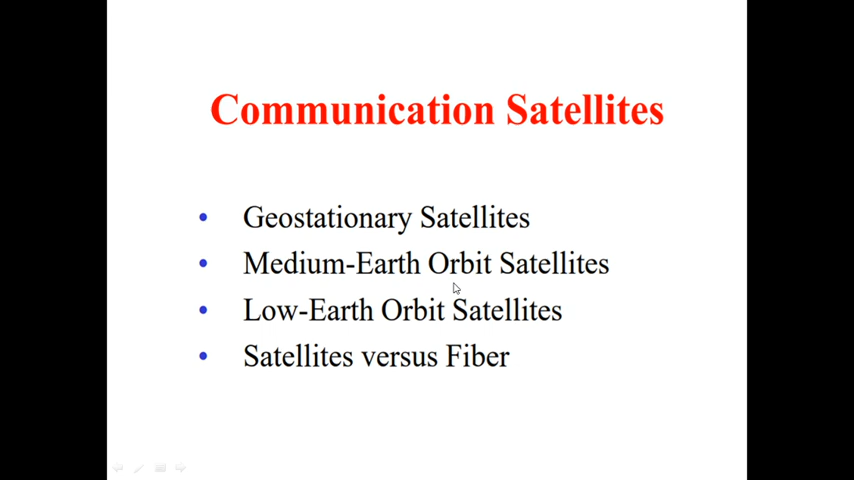 Communication Satellites
• Geostationary Satellites
• Medium-Earth Orbit Satellites
• Low-Earth Orbit Satellites
• Satellites versus Fiber